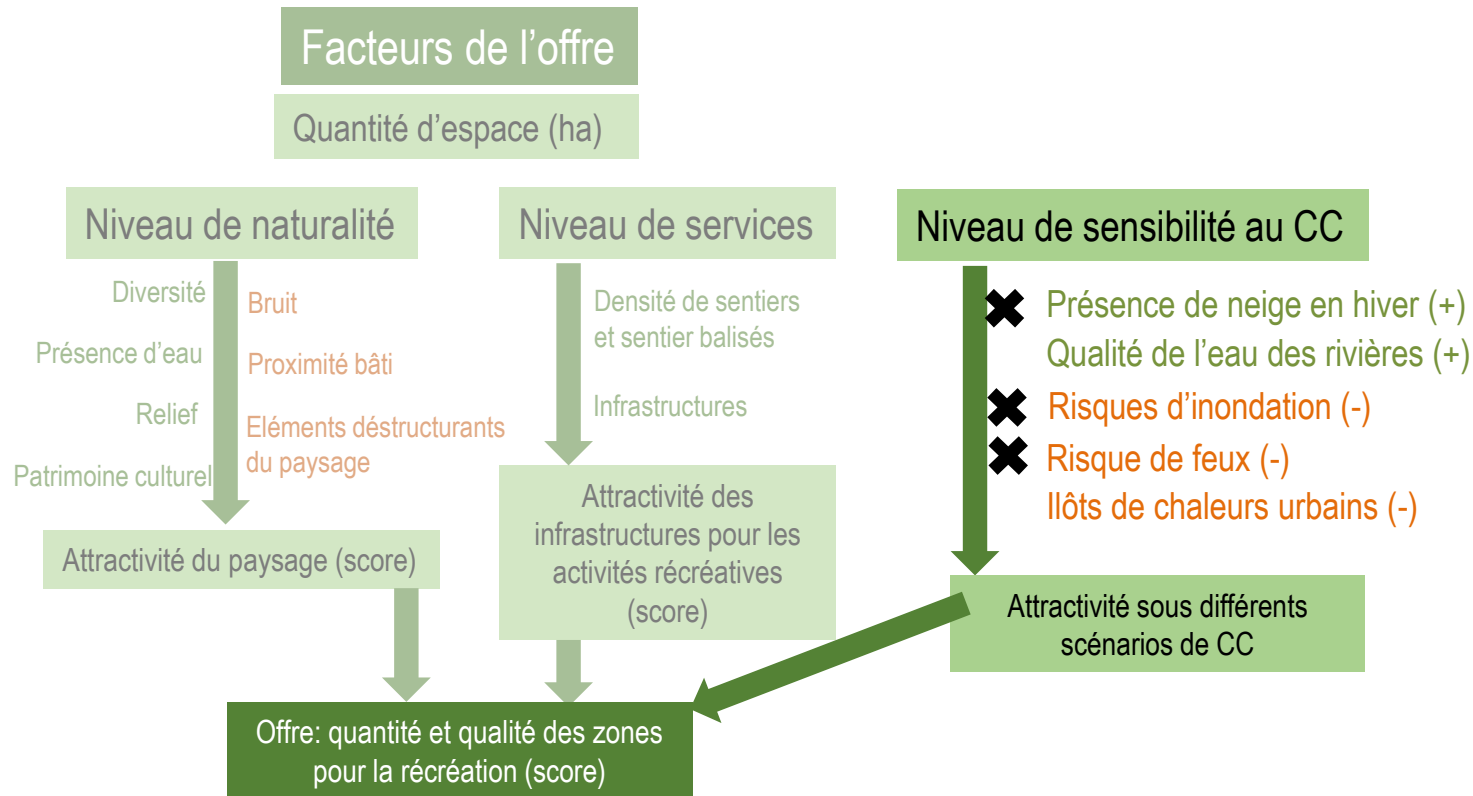 Facteurs de l’offre
Quantité d’espace (ha)
Niveau de naturalité
Diversité
Présence d’eau
Relief
Patrimoine culturel
Bruit
Proximité bâti
Eléments déstructurants
du paysage
Attractivité du paysage (score)
Niveau de services
Densité de sentiers
et sentier balisés
Infrastructures
Attractivité des
infrastructures pour les
activités récréatives
(score)
Niveau de sensibilité au CC
Présence de neige en hiver (+)
Qualité de l’eau des rivières (+)
Risques d’inondation (-)
Risque de feux (-)
Ilôts de chaleurs urbains (-)
Attractivité sous différents
scénarios de CC
Offre: quantité et qualité des zones
pour la récréation (score)